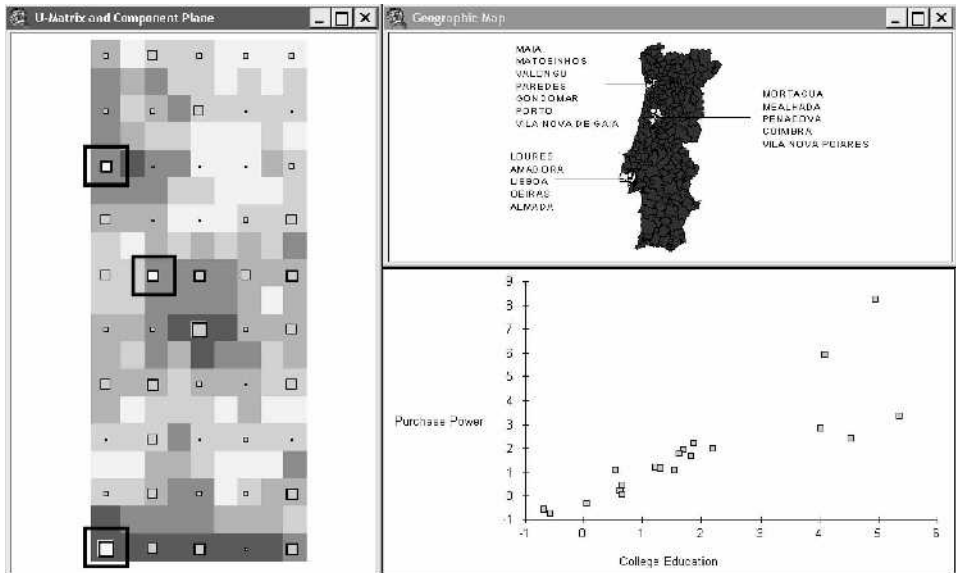 U-Matrix and Component Plane
Geographic Map
MAIA
MATOSINHOS
VALONGO
PAREDES
GONDOMAR
PORTO
VILA NOVA DE GAIA
MORTAGUA
MEALHADA
PENACOVA
COIMBRA
VILA NOVA POIARES
LOURES
AMADORA
LISBOA
OEIRAS
ALMADA
9
8
7
6
5
4
3
2
1
0
-1
Purchase Power
-1 0 1 2 3 4 5 6
College Education